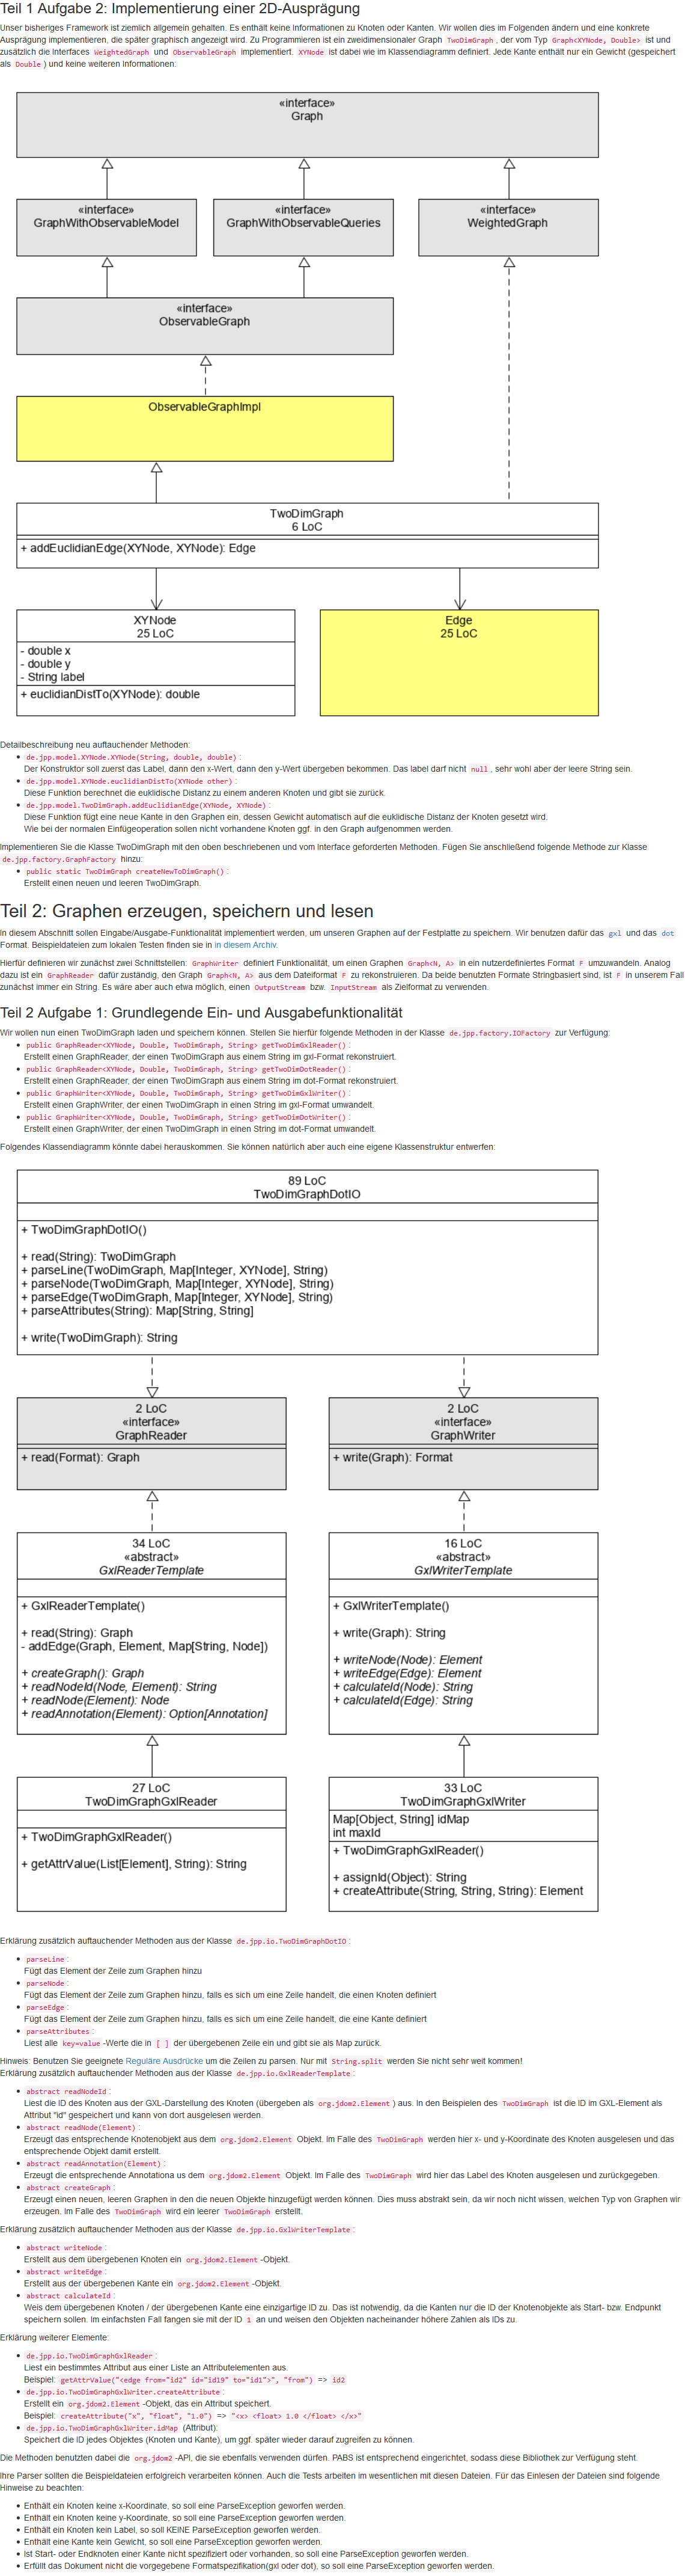 Teil 1 Aufgabe 2: Implementierung einer 2D-Ausprägung
Unser bisheriges Framework ist ziemlich allgemein gehalten. Es enthält keine Informationen zu Knoten oder Kanten. Wir wollen dies im Folgenden ändern und eine konkrete
Ausprägung implementieren, die später graphisch angezeigt wird. Zu Programmieren ist ein zweidimensionaler Graph TwoDimGraph, der vom Typ Graph<XYNode, Double> ist und
zusätzlich die Interfaces WeightedGraph und ObservableGraph implementiert. XYNode ist dabei wie im Klassendiagramm definiert. Jede Kante enthält nur ein Gewicht (gespeichert
als Double) und keine weiteren Informationen:
«interface»
Graph
«interface»
GraphWithObservableModel
«interface»
GraphWithObservableQueries
«interface»
WeightedGraph
«interface»
ObservableGraph
ObservableGraphImpl
TwoDimGraph
6 LoC
+ addEuclidianEdge(XYNode, XYNode): Edge
XYNode
25 LoC
- double x
- double y
- String label
+ euclidianDistTo(XYNode): double
Edge
25 LoC
Detailbeschreibung neu auftauchender Methoden:
• de.jpp.model.XYNode.XYNode(String, double, double):
Der Konstruktor soll zuerst das Label, dann den x-Wert, dann den y-Wert übergeben bekommen. Das label darf nicht null, sehr wohl aber der leere String sein.
• de.jpp.model.XYNode.euclidianDistTo(XYNode other):
Diese Funktion berechnet die euklidische Distanz zu einem anderen Knoten und gibt sie zurück.
• de.jpp.model.TwoDimGraph.addEuclidianEdge(XYNode, XYNode):
Diese Funktion fügt eine neue Kante in den Graphen ein, dessen Gewicht automatisch auf die euklidische Distanz der Knoten gesetzt wird.
Wie bei der normalen Einfügeoperation sollen nicht vorhandene Knoten ggf. in den Graph aufgenommen werden.
Implementieren Sie die Klasse TwoDimGraph mit den oben beschriebenen und vom Interface geforderten Methoden. Fügen Sie anschließend folgende Methode zur Klasse
de.jpp.factory.GraphFactory hinzu:
• public static TwoDimGraph createNewToDimGraph():
Erstellt einen neuen und leeren TwoDimGraph.
Teil 2: Graphen erzeugen, speichern und lesen
In diesem Abschnitt sollen Eingabe/Ausgabe-Funktionalität implementiert werden, um unseren Graphen auf der Festplatte zu speichern. Wir benutzen dafür das gxl und das dot
Format. Beispieldateien zum lokalen Testen finden sie in in diesem Archiv.
Hierfür definieren wir zunächst zwei Schnittstellen: GraphWriter definiert Funktionalität, um einen Graphen Graph<N, A> in ein nutzerdefiniertes Format F umzuwandeln. Analog
dazu ist ein GraphReader dafür zuständig, den Graph Graph<N, A> aus dem Dateiformat F zu rekonstruieren. Da beide benutzten Formate Stringbasiert sind, ist F in unserem Fall
zunächst immer ein String. Es wäre aber auch etwa möglich, einen OutputStream bzw. InputStream als Zielformat zu verwenden.
Teil 2 Aufgabe 1: Grundlegende Ein- und Ausgabefunktionalität
Wir wollen nun einen TwoDimGraph laden und speichern können. Stellen Sie hierfür folgende Methoden in der Klasse de.jpp.factory.IOFactory zur Verfügung:
• public GraphReader<XYNode, Double, TwoDimGraph, String> getTwoDimGxlReader():
Erstellt einen GraphReader, der einen TwoDimGraph aus einem String im gxl-Format rekonstruiert.
• public GraphReader<XYNode, Double, TwoDimGraph, String> getTwoDimDotReader():
Erstellt einen GraphReader, der einen TwoDimGraph aus einem String im dot-Format rekonstruiert.
• public GraphWriter<XYNode, Double, TwoDimGraph, String> getTwoDimGxlWriter():
Erstellt einen GraphWriter, der einen TwoDimGraph in einen String im gxl-Format umwandelt.
• public GraphWriter<XYNode, Double, TwoDimGraph, String> getTwoDimDotWriter():
Erstellt einen GraphWriter, der einen TwoDimGraph in einen String im dot-Format umwandelt.
Folgendes Klassendiagramm könnte dabei herauskommen. Sie können natürlich aber auch eine eigene Klassenstruktur entwerfen:
89 LoC
TwoDimGraphDotIO
+ TwoDimGraphDotIO()
+ read(String): TwoDimGraph
+ parseLine(TwoDimGraph, Map[Integer, XYNode], String)
+ parseNode(TwoDimGraph, Map[Integer, XYNode], String)
+ parseEdge(TwoDimGraph, Map[Integer, XYNode], String)
+ parseAttributes(String): Map[String, String]
+ write(TwoDimGraph): String
2 LoC
«interface»
GraphReader
+ read(Format): Graph
2 LoC
«interface»
GraphWriter
+ write(Graph): Format
34 LoC
«abstract»
GxlReaderTemplate
+ GxlReaderTemplate()
+ read(String): Graph
- addEdge(Graph, Element, Map[String, Node])
+ createGraph(): Graph
+ readNodeId(Node, Element): String
+ readNode(Element): Node
+ readAnnotation(Element): Option[Annotation]
16 LoC
«abstract»
GxlWriterTemplate
+ GxlWriterTemplate()
+ write(Graph): String
+ writeNode(Node): Element
+ writeEdge(Edge): Element
+ calculateId(Node): String
+ calculateId(Edge): String
27 LoC
TwoDimGraphGxlReader
+ TwoDimGraphGxlReader()
+ getAttrValue(List[Element], String): String
33 LoC
TwoDimGraphGxlWriter
Map[Object, String] idMap
int maxId
+ TwoDimGraphGxlReader()
+ assignId(Object): String
+ createAttribute(String, String, String): Element
Erklärung zusätzlich auftauchender Methoden aus der Klasse de.jpp.io.TwoDimGraphDotIO:
• parseLine:
Fügt das Element der Zeile zum Graphen hinzu
• parseNode:
Fügt das Element der Zeile zum Graphen hinzu, falls es sich um eine Zeile handelt, die einen Knoten definiert
• parseEdge:
Fügt das Element der Zeile zum Graphen hinzu, falls es sich um eine Zeile handelt, die eine Kante definiert
• parseAttributes:
Liest alle key=value-Werte die in [ ] der übergebenen Zeile ein und gibt sie als Map zurück.
Hinweis: Benutzen Sie geeignete Reguläre Ausdrücke um die Zeilen zu parsen. Nur mit String.split werden Sie nicht sehr weit kommen!
Erklärung zusätzlich auftauchender Methoden aus der Klasse de.jpp.io.GxlReaderTemplate:
• abstract readNodeId:
Liest die ID des Knoten aus der GXL-Darstellung des Knoten (übergeben als org.jdom2.Element) aus. In den Beispielen des TwoDimGraph ist die ID im GXL-Element als
Attribut "id" gespeichert und kann von dort ausgelesen werden.
• abstract readNode(Element):
Erzeugt das entsprechende Knotenobjekt aus dem org.jdom2.Element Objekt. Im Falle des TwoDimGraph werden hier x- und y-Koordinate des Knoten ausgelesen und das
entsprechende Objekt damit erstellt.
• abstract readAnnotation(Element):
Erzeugt die entsprechende Annotationa us dem org.jdom2.Element Objekt. Im Falle des TwoDimGraph wird hier das Label des Knoten ausgelesen und zurückgegeben.
• abstract createGraph:
Erzeugt einen neuen, leeren Graphen in den die neuen Objekte hinzugefügt werden können. Dies muss abstrakt sein, da wir noch nicht wissen, welchen Typ von Graphen wir
erzeugen. Im Falle des TwoDimGraph wird ein leerer TwoDimGraph erstellt.
Erklärung zusätzlich auftauchender Methoden aus der Klasse de.jpp.io.GxlWriterTemplate:
• abstract writeNode:
Erstellt aus dem übergebenen Knoten ein org.jdom2.Element-Objekt.
• abstract writeEdge:
Erstellt aus der übergebenen Kante ein org.jdom2.Element-Objekt.
• abstract calculateId:
Weis dem übergebenen Knoten / der übergebenen Kante eine einzigartige ID zu. Das ist notwendig, da die Kanten nur die ID der Knotenobjekte als Start- bzw. Endpunkt
speichern sollen. Im einfachsten Fall fangen sie mit der ID 1 an und weisen den Objekten nacheinander höhere Zahlen als IDs zu.
Erklärung weiterer Elemente:
• de.jpp.io.TwoDimGraphGxlReader:
Liest ein bestimmtes Attribut aus einer Liste an Attributelementen aus.
Beispiel: getAttrValue("<edge from="id2" id="id19" to="id1">", "from") => id2
• de.jpp.io.TwoDimGraphGxlWriter.createAttribute:
Erstellt ein org.jdom2.Element-Objekt, das ein Attribut speichert.
Beispiel: createAttribute("x", "float", "1.0") => "<x> <float> 1.0 </float> </x>"
• de.jpp.io.TwoDimGraphGxlWriter.idMap (Attribut):
Speichert die ID jedes Objektes (Knoten und Kante), um ggf. später wieder darauf zugreifen zu können.
Die Methoden benutzten dabei die org.jdom2-API, die sie ebenfalls verwenden dürfen. PABS ist entsprechend eingerichtet, sodass diese Bibliothek zur Verfügung steht.
Ihre Parser sollten die Beispieldateien erfolgreich verarbeiten können. Auch die Tests arbeiten im wesentlichen mit diesen Dateien. Für das Einlesen der Dateien sind folgende
Hinweise zu beachten:
• Enthält ein Knoten keine x-Koordinate, so soll eine ParseException geworfen werden.
• Enthält ein Knoten keine y-Koordinate, so soll eine ParseException geworfen werden.
• Enthält ein Knoten kein Label, so soll KEINE ParseException geworfen werden.
• Enthält eine Kante kein Gewicht, so soll eine ParseException geworfen werden.
• Ist Start- oder Endknoten einer Kante nicht spezifiziert oder vorhanden, so soll eine ParseException geworfen werden.
• Erfüllt das Dokument nicht die vorgegebene Formatspezifikation(gxl oder dot), so soll eine ParseException geworfen werden.